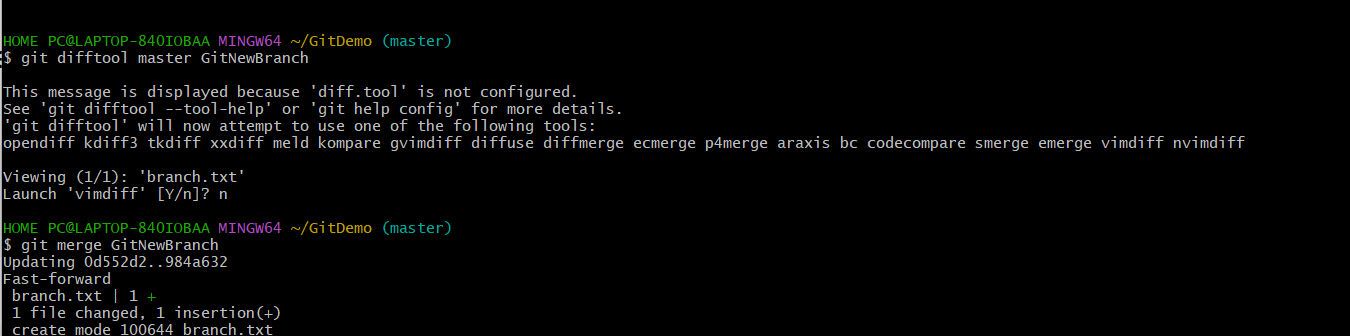 HOME PC@LAPTOP-840IOBAA MINGW64 ~/GitDemo (master)
$ git difftool master GitNewBranch
This message is displayed because 'diff.tool' is not configured.
See 'git difftool --tool-help' or 'git help config' for more details.
'git difftool' will now attempt to use one of the following tools:
opendiff kdiff3 tkdiff xxdiff meld kompare gvimdiff diffuse diffmerge ecmerge p4merge araxis bc codecompare smerge emerge vimdiff nvimdiff
Viewing (1/1): 'branch.txt'
Launch 'vimdiff' [Y/n]? n
HOME PC@LAPTOP-840IOBAA MINGW64 ~/GitDemo (master)
$ git merge GitNewBranch
Updating 0d552d2..984a632
Fast-forward
 branch.txt | 1 +
 1 file changed, 1 insertion(+)
 create mode 100644 branch.txt